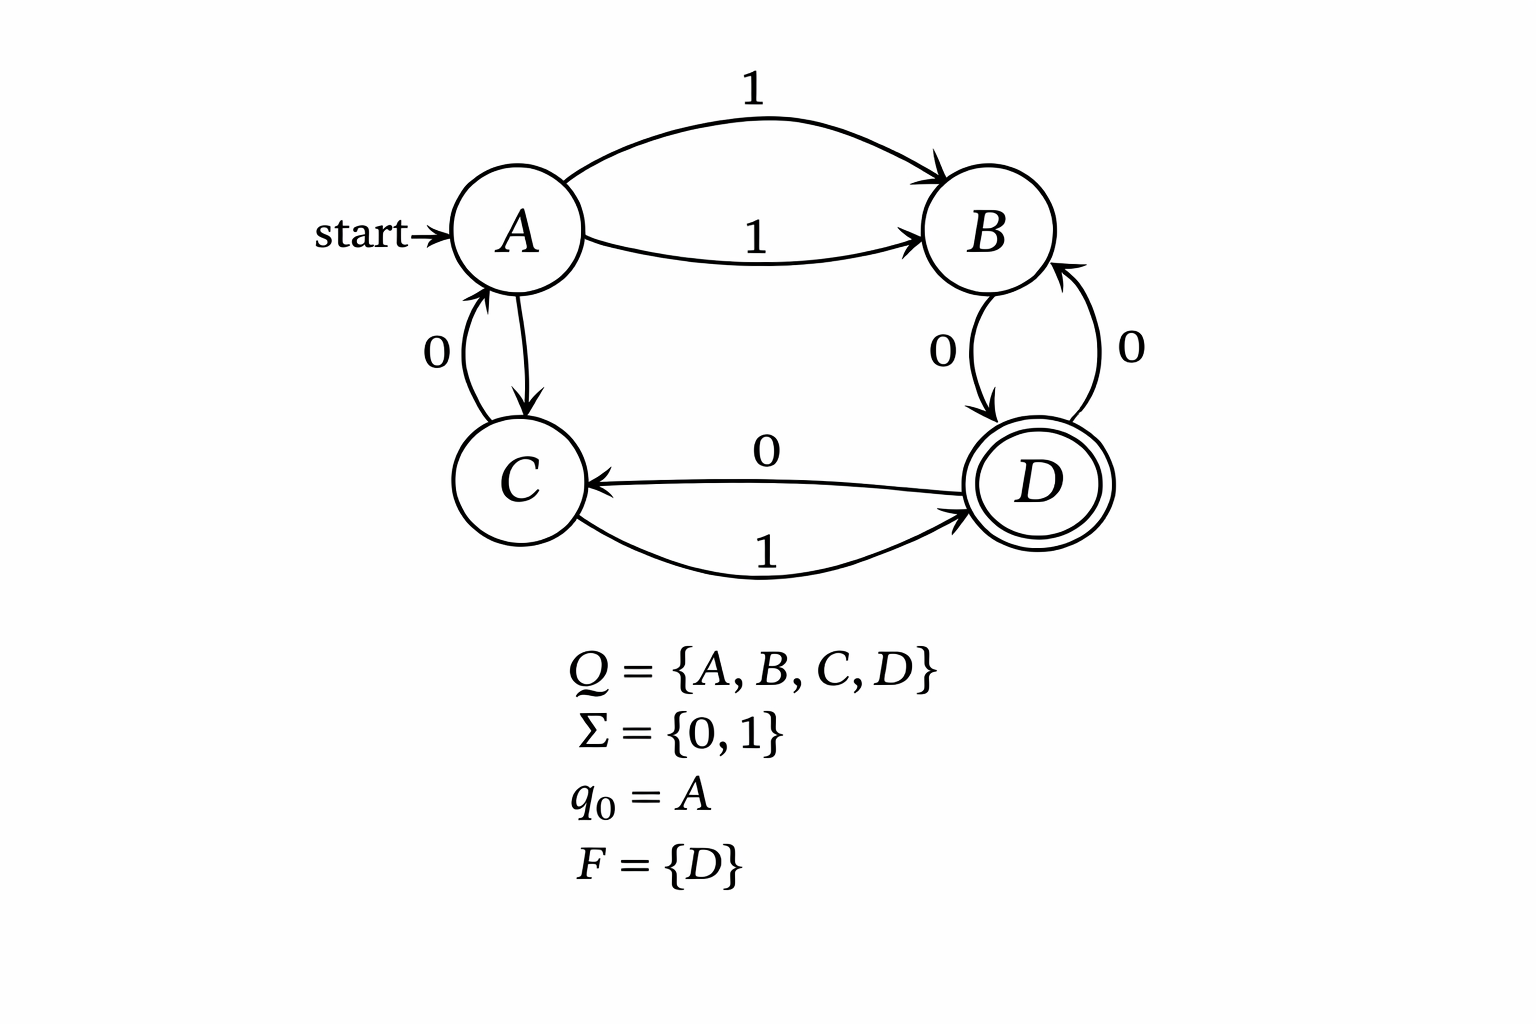 1
A
B
start
1
0
0
0
C
0
D
1
Q = {A, B, C, D}
Σ = {0, 1}
q₀ = A
F = {D}